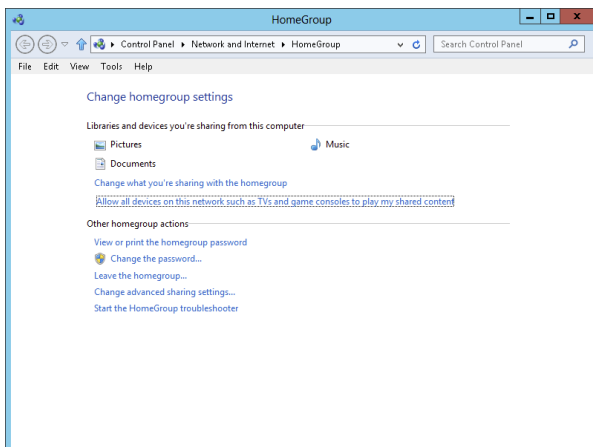 HomeGroup
Control Panel Network and Internet HomeGroup Search Control Panel
File Edit View Tools Help
Change homegroup settings
Libraries and devices you're sharing from this computer
Pictures Music
Documents
Change what you're sharing with the homegroup
Allow all devices on this network such as TVs and game consoles to play my shared content
Other homegroup actions
View or print the homegroup password
Change the password...
Leave the homegroup...
Change advanced sharing settings...
Start the HomeGroup troubleshooter